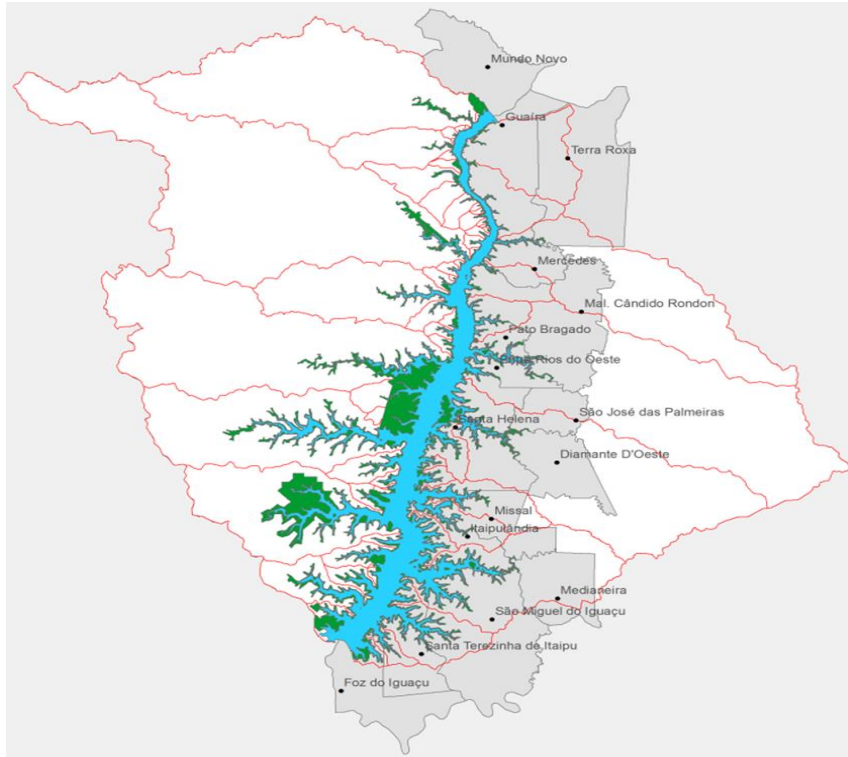 Mundo Novo
Guaíra
Terra Roxa
Mercedes
Mal. Cândido Rondon
Pato Bragado
Rios do Oeste
São José das Palmeiras
Santa Helena
Diamante D'Oeste
Missal
Itaipulândia
Medianeira
São Miguel do Iguaçu
Santa Terezinha de Itaipu
Foz do Iguaçu